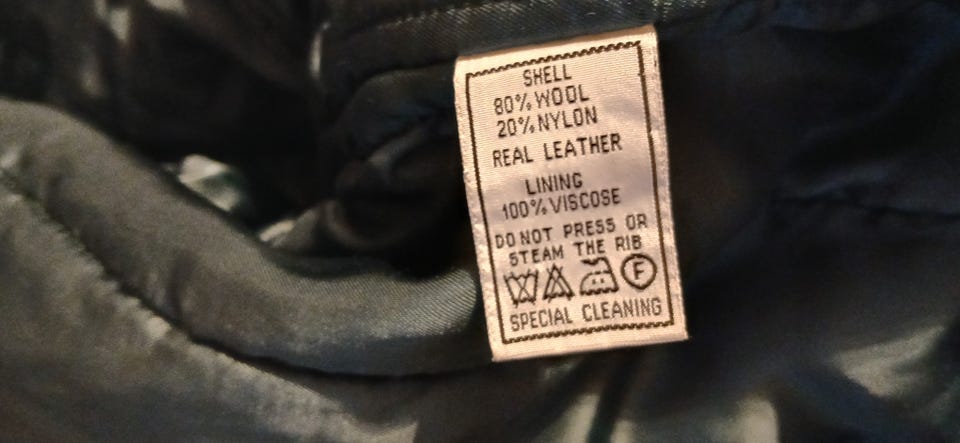 SHELL
80% WOOL
20% NYLON
REAL LEATHER
LINING
100% VISCOSE
DO NOT PRESS OR
STEAM THE RIB
F
SPECIAL CLEANING